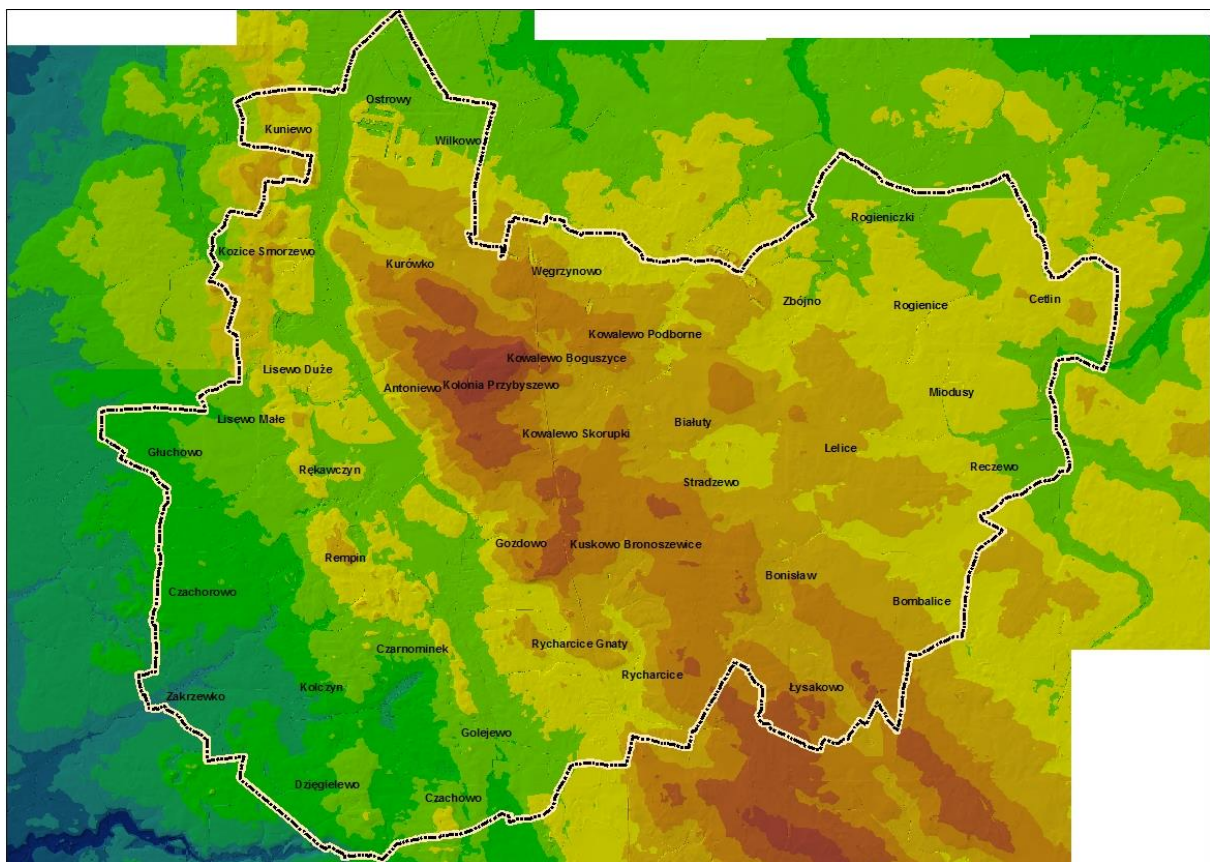 Ostrowy
Kuniewo
Wilkowo
Rogieniczki
Kozice Smorzewo
Kurówko
Węgrzynowo
Zbójno
Rogienice
Cetlin
Kowalewo Podborne
Kowalewo Boguszyce
Lisewo Duże
Antoniewo
Kolonia Przybyszewo
Miodusy
Lisewo Małe
Białuty
Kowalewo Skorupki
Głuchowo
Lelice
Rękawczyn
Reczewo
Stradzewo
Gozdowo
Kuskowo Bronoszewice
Rempin
Bonisław
Czachorowo
Bombalice
Rycharcice Gnaty
Czarnominek
Rycharcice
Kolczyn
Łysakowo
Zakrzewko
Golejewo
Dzięgielewo
Czachowo